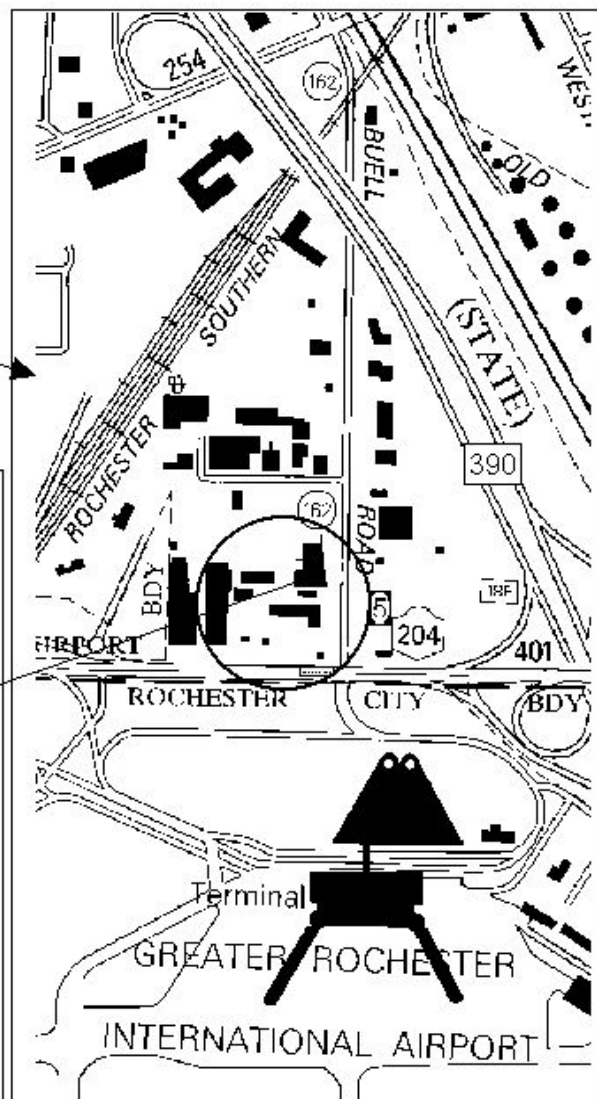 254
162
BUELL
WEST
OLD
SOUTHERN
(STATE)
ROCHESTER
390
162
ROAD
BDY
5
204
AIRPORT
401
ROCHESTER CITY BDY
Terminal
GREATER ROCHESTER
INTERNATIONAL AIRPORT